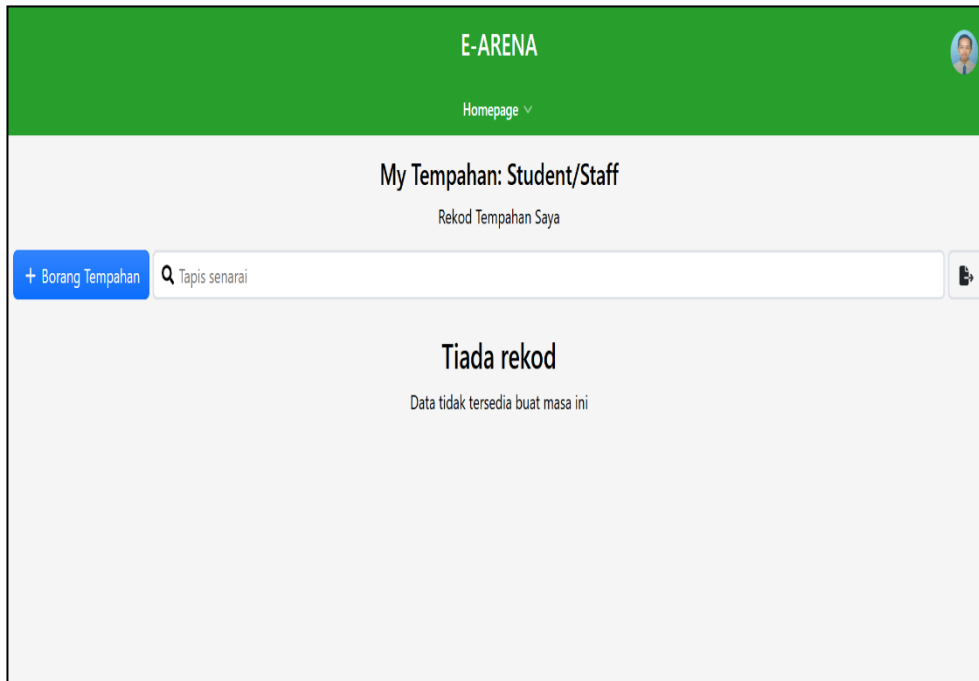 E-ARENA
Homepage
My Tempahan: Student/Staff
Rekod Tempahan Saya
+ Borang Tempahan
Tapis senarai
Tiada rekod
Data tidak tersedia buat masa ini